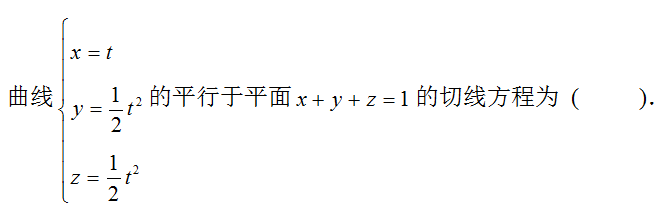 曲线 { x = t
y = 1/2 t² 的平行于平面 x + y + z = 1 的切线方程为 (  ).
z = 1/2 t²